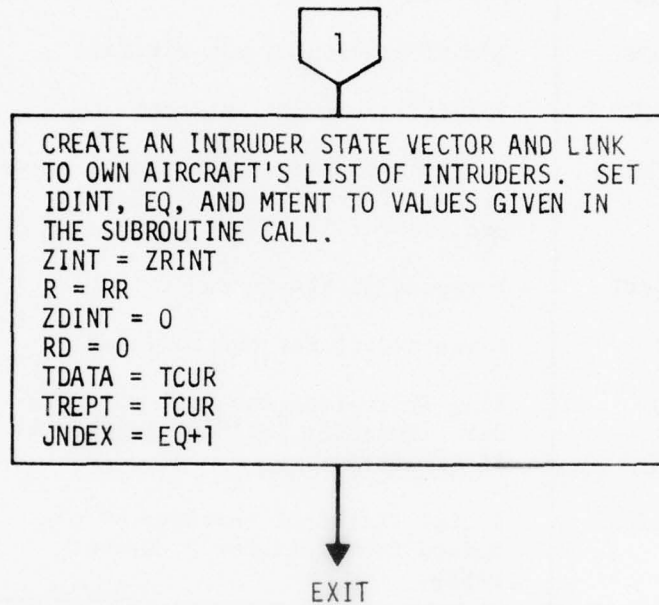 1
CREATE AN INTRUDER STATE VECTOR AND LINK
TO OWN AIRCRAFT'S LIST OF INTRUDERS. SET
IDINT, EQ, AND MTENT TO VALUES GIVEN IN
THE SUBROUTINE CALL.
ZINT = ZRINT
R = RR
ZDINT = 0
RD = 0
TDATA = TCUR
TREPT = TCUR
JNDEX = EQ+1
EXIT